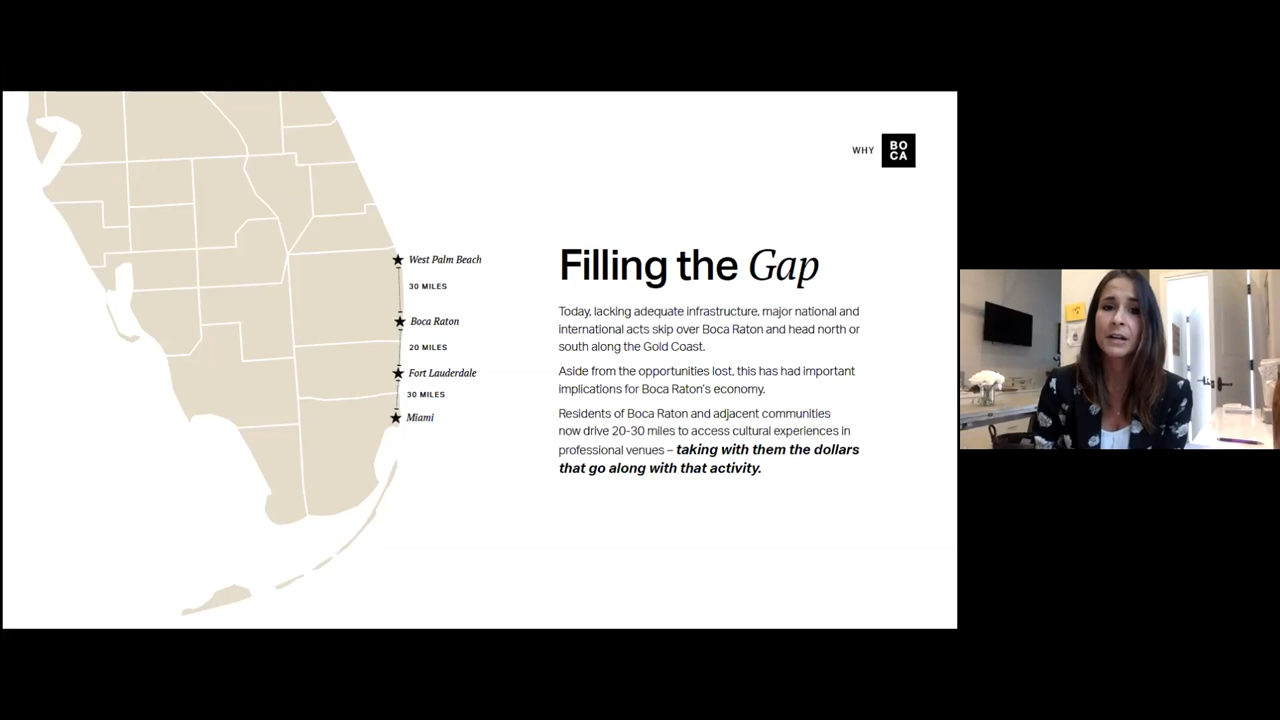 WHY
BO
CA
West Palm Beach
30 MILES
Boca Raton
20 MILES
Fort Lauderdale
30 MILES
Miami
Filling the Gap
Today, lacking adequate infrastructure, major national and
international acts skip over Boca Raton and head north or
south along the Gold Coast.
Aside from the opportunities lost, this has had important
implications for Boca Raton's economy.
Residents of Boca Raton and adjacent communities
now drive 20-30 miles to access cultural experiences in
professional venues – taking with them the dollars
that go along with that activity.